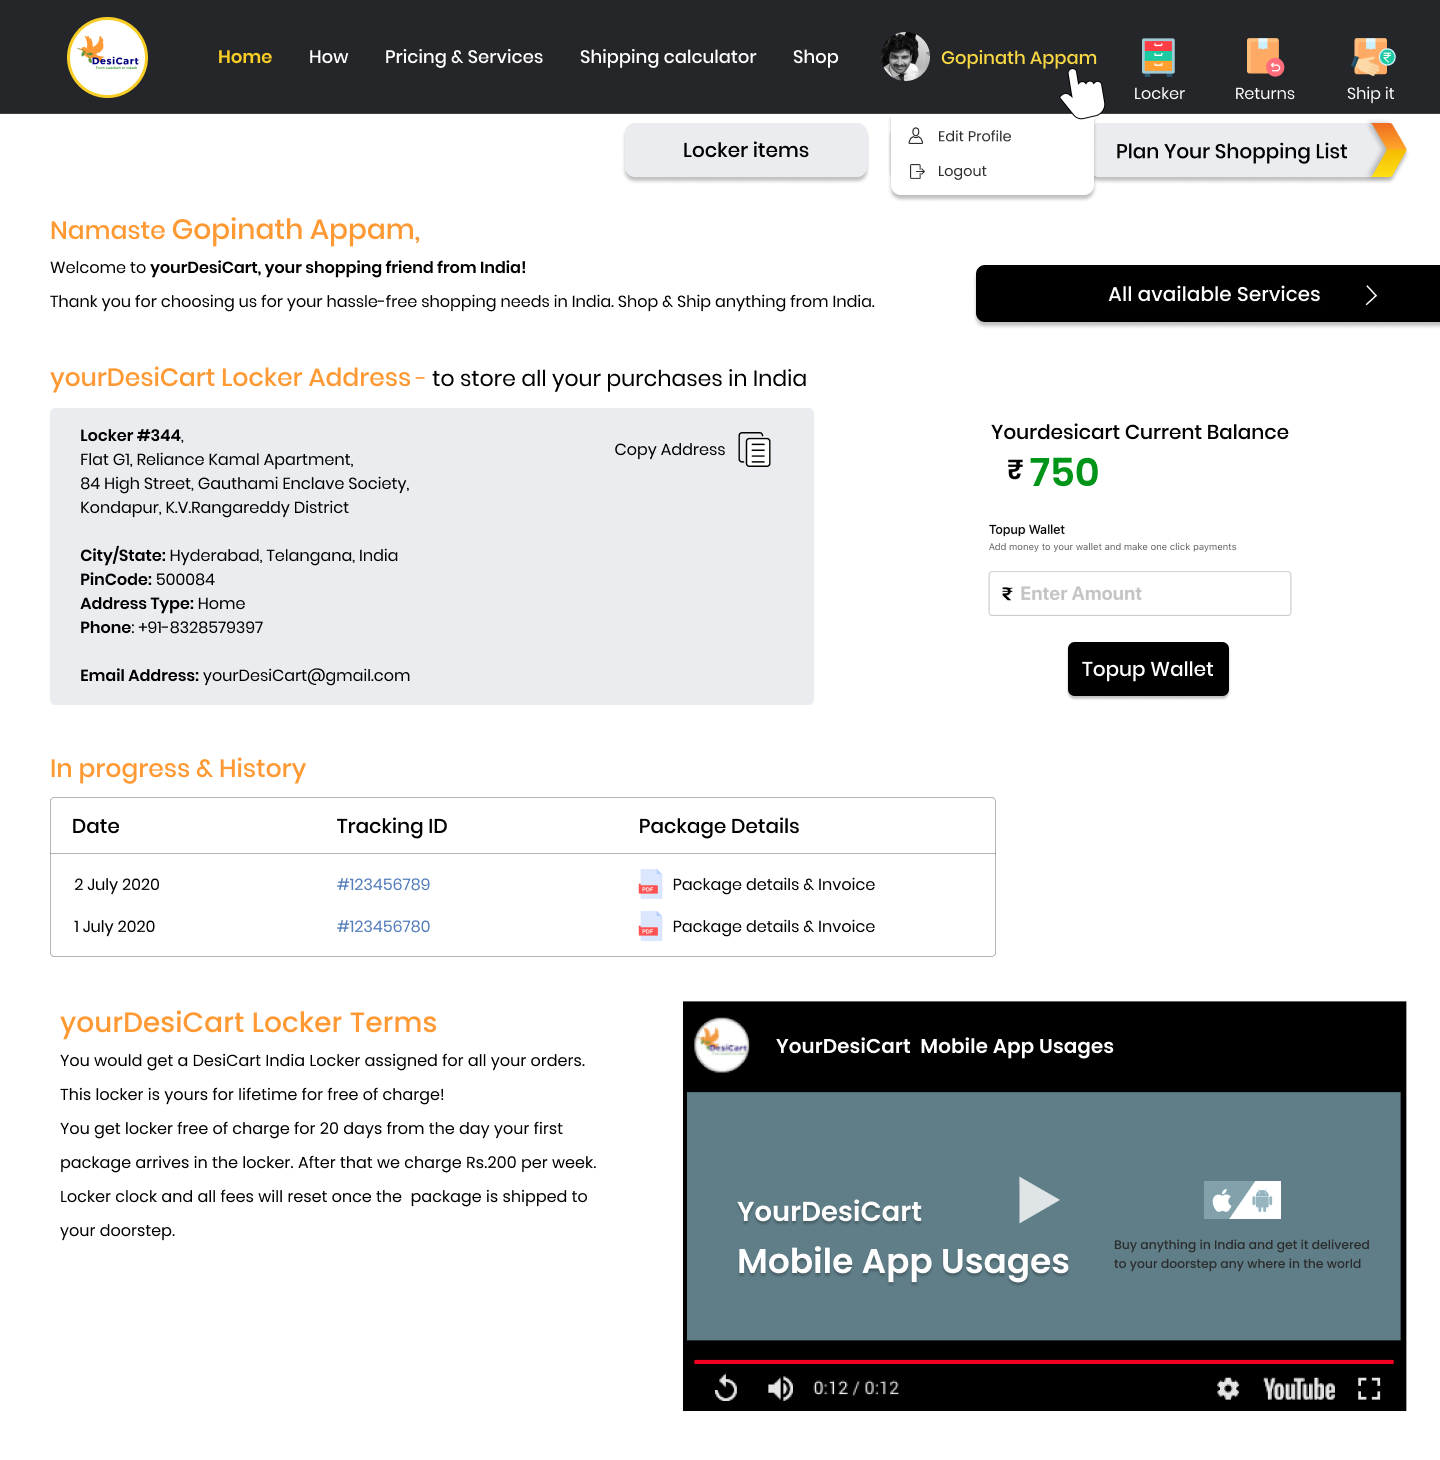 DesiCart
Home
How
Pricing & Services
Shipping calculator
Shop
Gopinath Appam
Locker
Returns
Ship it
Edit Profile
Logout
Locker items
Plan Your Shopping List
Namaste Gopinath Appam,
Welcome to yourDesiCart, your shopping friend from India!
Thank you for choosing us for your hassle-free shopping needs in India. Shop & Ship anything from India.
All available Services
yourDesiCart Locker Address - to store all your purchases in India
Locker #344,
Flat G1, Reliance Kamal Apartment,
84 High Street, Gauthami Enclave Society,
Kondapur, K.V.Rangareddy District
City/State: Hyderabad, Telangana, India
PinCode: 500084
Address Type: Home
Phone: +91-8328579397
Email Address: yourDesiCart@gmail.com
Copy Address
Yourdesicart Current Balance
₹ 750
Topup Wallet
Add money to your wallet and make one click payments
₹ Enter Amount
Topup Wallet
In progress & History
Date Tracking ID Package Details
2 July 2020 #123456789 PDF Package details & Invoice
1 July 2020 #123456780 PDF Package details & Invoice
yourDesiCart Locker Terms
You would get a DesiCart India Locker assigned for all your orders.
This locker is yours for lifetime for free of charge!
You get locker free of charge for 20 days from the day your first
package arrives in the locker. After that we charge Rs.200 per week.
Locker clock and all fees will reset once the package is shipped to
your doorstep.
DesiCart
YourDesiCart Mobile App Usages
YourDesiCart
Mobile App Usages
Buy anything in India and get it delivered
to your doorstep any where in the world
0:12 / 0:12
YouTube